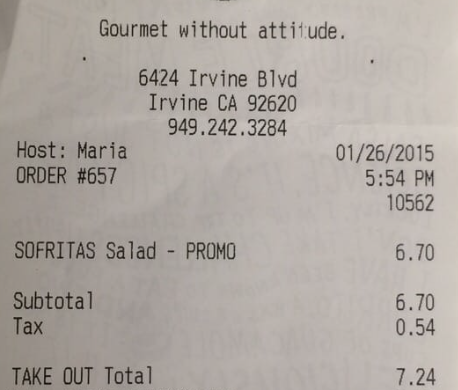 Gourmet without attitude.
6424 Irvine Blvd
Irvine CA 92620
949.242.3284
Host: Maria 01/26/2015
ORDER #657 5:54 PM
10562
SOFRITAS Salad - PROMO 6.70
Subtotal 6.70
Tax 0.54
TAKE OUT Total 7.24